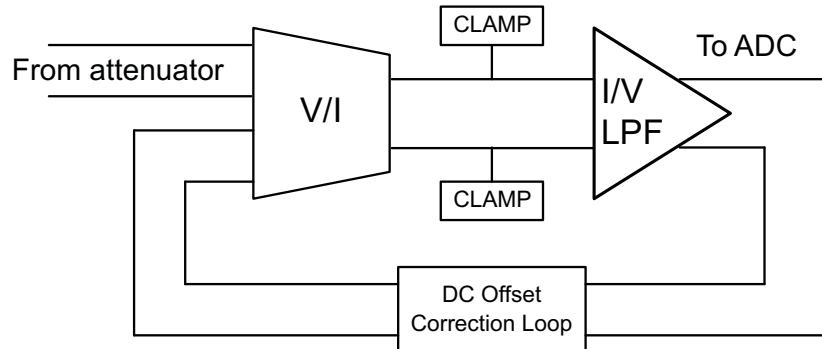 CLAMP
To ADC
From attenuator
V/I
I/V
LPF
CLAMP
DC Offset
Correction Loop